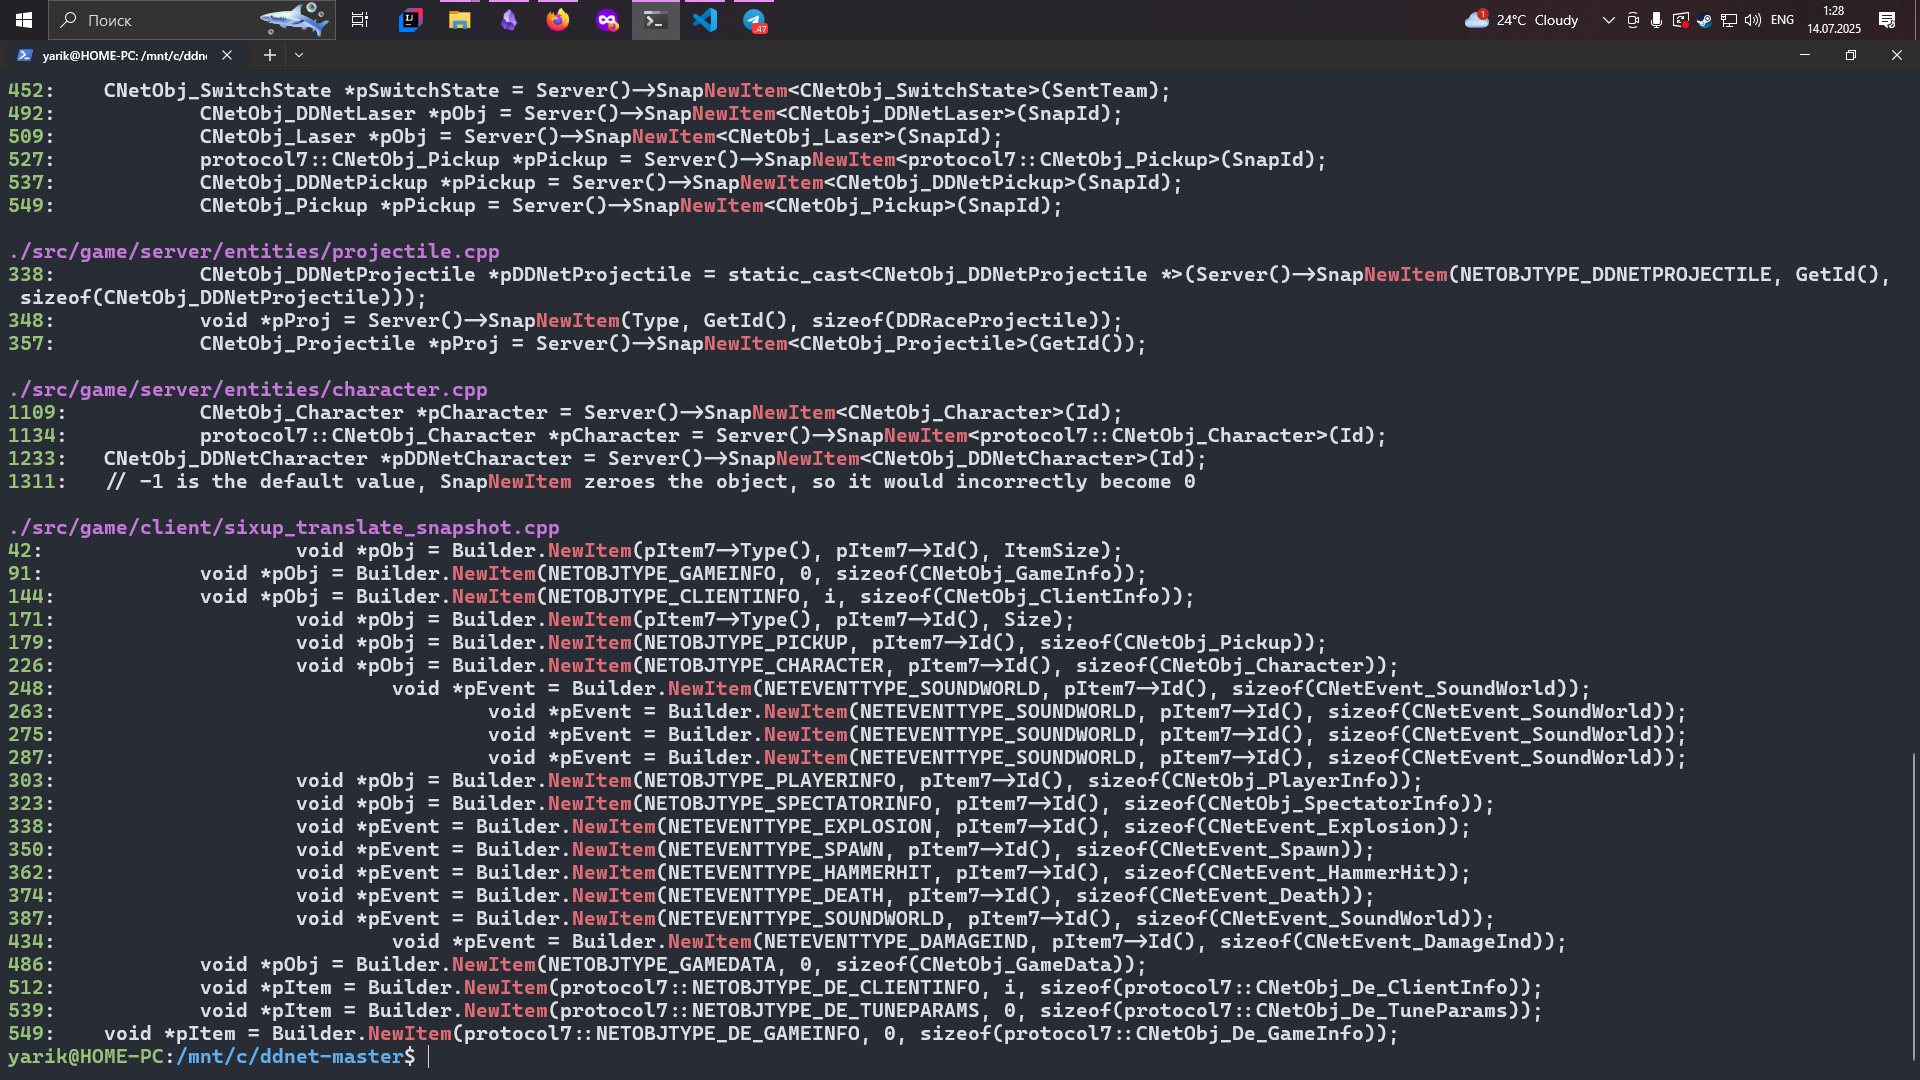 Поиск
1
24°C Cloudy
ENG
1:28
14.07.2025
47
yarik@HOME-PC: /mnt/c/ddn
452:    CNetObj_SwitchState *pSwitchState = Server()->SnapNewItem<CNetObj_SwitchState>(SentTeam);
492:            CNetObj_DDNetLaser *pObj = Server()->SnapNewItem<CNetObj_DDNetLaser>(SnapId);
509:            CNetObj_Laser *pObj = Server()->SnapNewItem<CNetObj_Laser>(SnapId);
527:            protocol7::CNetObj_Pickup *pPickup = Server()->SnapNewItem<protocol7::CNetObj_Pickup>(SnapId);
537:            CNetObj_DDNetPickup *pPickup = Server()->SnapNewItem<CNetObj_DDNetPickup>(SnapId);
549:            CNetObj_Pickup *pPickup = Server()->SnapNewItem<CNetObj_Pickup>(SnapId);
./src/game/server/entities/projectile.cpp
338:            CNetObj_DDNetProjectile *pDDNetProjectile = static_cast<CNetObj_DDNetProjectile *>(Server()->SnapNewItem(NETOBJTYPE_DDNETPROJECTILE, GetId(),
 sizeof(CNetObj_DDNetProjectile)));
348:            void *pProj = Server()->SnapNewItem(Type, GetId(), sizeof(DDRaceProjectile));
357:            CNetObj_Projectile *pProj = Server()->SnapNewItem<CNetObj_Projectile>(GetId());
./src/game/server/entities/character.cpp
1109:           CNetObj_Character *pCharacter = Server()->SnapNewItem<CNetObj_Character>(Id);
1134:           protocol7::CNetObj_Character *pCharacter = Server()->SnapNewItem<protocol7::CNetObj_Character>(Id);
1233:   CNetObj_DDNetCharacter *pDDNetCharacter = Server()->SnapNewItem<CNetObj_DDNetCharacter>(Id);
1311:   // -1 is the default value, SnapNewItem zeroes the object, so it would incorrectly become 0
./src/game/client/sixup_translate_snapshot.cpp
42:                     void *pObj = Builder.NewItem(pItem7->Type(), pItem7->Id(), ItemSize);
91:             void *pObj = Builder.NewItem(NETOBJTYPE_GAMEINFO, 0, sizeof(CNetObj_GameInfo));
144:            void *pObj = Builder.NewItem(NETOBJTYPE_CLIENTINFO, i, sizeof(CNetObj_ClientInfo));
171:                    void *pObj = Builder.NewItem(pItem7->Type(), pItem7->Id(), Size);
179:                    void *pObj = Builder.NewItem(NETOBJTYPE_PICKUP, pItem7->Id(), sizeof(CNetObj_Pickup));
226:                    void *pObj = Builder.NewItem(NETOBJTYPE_CHARACTER, pItem7->Id(), sizeof(CNetObj_Character));
248:                            void *pEvent = Builder.NewItem(NETEVENTTYPE_SOUNDWORLD, pItem7->Id(), sizeof(CNetEvent_SoundWorld));
263:                                    void *pEvent = Builder.NewItem(NETEVENTTYPE_SOUNDWORLD, pItem7->Id(), sizeof(CNetEvent_SoundWorld));
275:                                    void *pEvent = Builder.NewItem(NETEVENTTYPE_SOUNDWORLD, pItem7->Id(), sizeof(CNetEvent_SoundWorld));
287:                                    void *pEvent = Builder.NewItem(NETEVENTTYPE_SOUNDWORLD, pItem7->Id(), sizeof(CNetEvent_SoundWorld));
303:                    void *pObj = Builder.NewItem(NETOBJTYPE_PLAYERINFO, pItem7->Id(), sizeof(CNetObj_PlayerInfo));
323:                    void *pObj = Builder.NewItem(NETOBJTYPE_SPECTATORINFO, pItem7->Id(), sizeof(CNetObj_SpectatorInfo));
338:                    void *pEvent = Builder.NewItem(NETEVENTTYPE_EXPLOSION, pItem7->Id(), sizeof(CNetEvent_Explosion));
350:                    void *pEvent = Builder.NewItem(NETEVENTTYPE_SPAWN, pItem7->Id(), sizeof(CNetEvent_Spawn));
362:                    void *pEvent = Builder.NewItem(NETEVENTTYPE_HAMMERHIT, pItem7->Id(), sizeof(CNetEvent_HammerHit));
374:                    void *pEvent = Builder.NewItem(NETEVENTTYPE_DEATH, pItem7->Id(), sizeof(CNetEvent_Death));
387:                    void *pEvent = Builder.NewItem(NETEVENTTYPE_SOUNDWORLD, pItem7->Id(), sizeof(CNetEvent_SoundWorld));
434:                            void *pEvent = Builder.NewItem(NETEVENTTYPE_DAMAGEIND, pItem7->Id(), sizeof(CNetEvent_DamageInd));
486:            void *pObj = Builder.NewItem(NETOBJTYPE_GAMEDATA, 0, sizeof(CNetObj_GameData));
512:            void *pItem = Builder.NewItem(protocol7::NETOBJTYPE_DE_CLIENTINFO, i, sizeof(protocol7::CNetObj_De_ClientInfo));
539:            void *pItem = Builder.NewItem(protocol7::NETOBJTYPE_DE_TUNEPARAMS, 0, sizeof(protocol7::CNetObj_De_TuneParams));
549:    void *pItem = Builder.NewItem(protocol7::NETOBJTYPE_DE_GAMEINFO, 0, sizeof(protocol7::CNetObj_De_GameInfo));
yarik@HOME-PC:/mnt/c/ddnet-master$